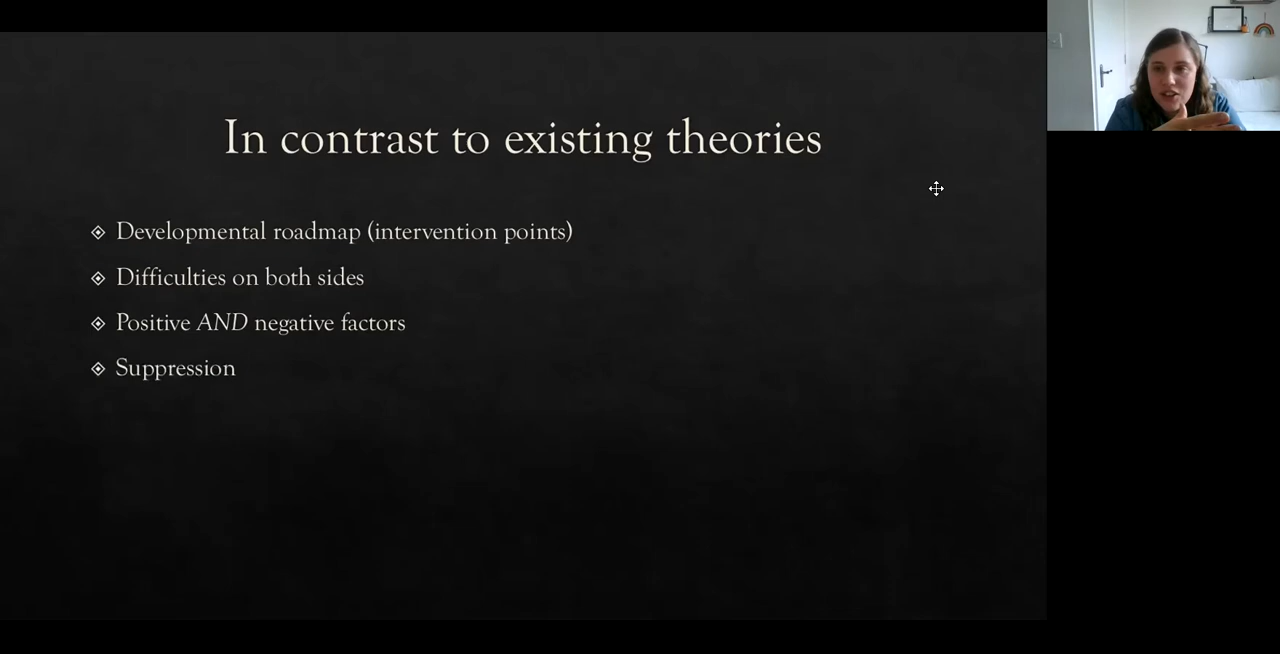 In contrast to existing theories
Developmental roadmap (intervention points)
Difficulties on both sides
Positive AND negative factors
Suppression